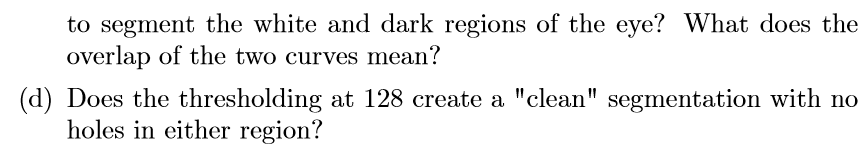 to segment the white and dark regions of the eye? What does the
overlap of the two curves mean?
(d) Does the thresholding at 128 create a "clean" segmentation with no
holes in either region?